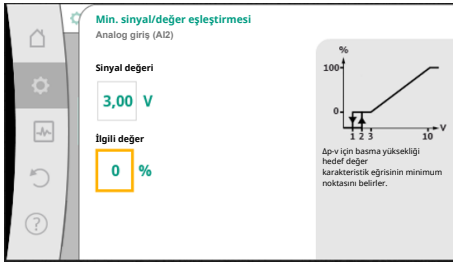 Min. sinyal/değer eşleştirmesi
Analog giriş (AI2)
Sinyal değeri
3,00 V
İlgili değer
0 %
%
100
0
1 2 3 10 V
Δp-v için basma yüksekliği
hedef değer
karakteristik eğrisinin minimum
noktasını belirler.
?